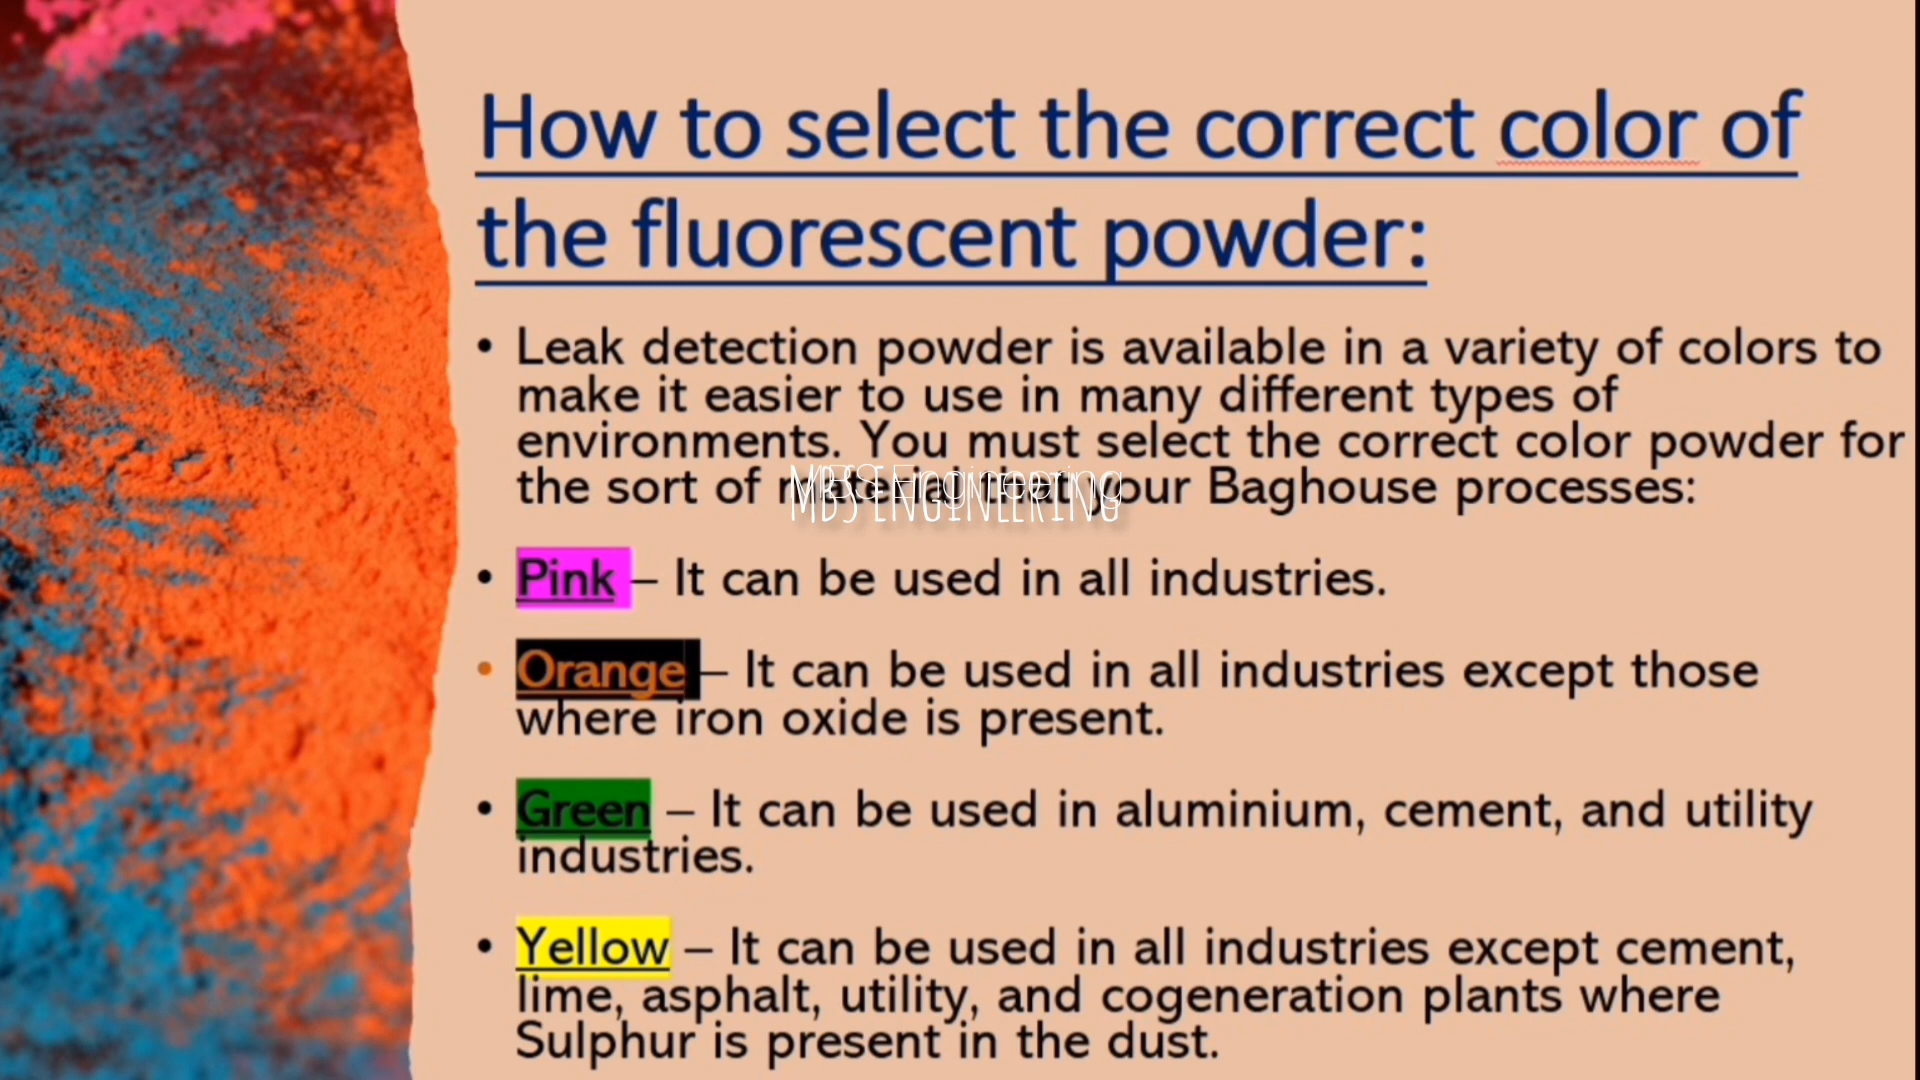 How to select the correct color of
the fluorescent powder:
• Leak detection powder is available in a variety of colors to
make it easier to use in many different types of
environments. You must select the correct color powder for
the sort of your Baghouse processes:
MBS Engineering
MBS ENGINEERING
• Pink – It can be used in all industries.
• Orange – It can be used in all industries except those
where iron oxide is present.
• Green – It can be used in aluminium, cement, and utility
industries.
• Yellow – It can be used in all industries except cement,
lime, asphalt, utility, and cogeneration plants where
Sulphur is present in the dust.